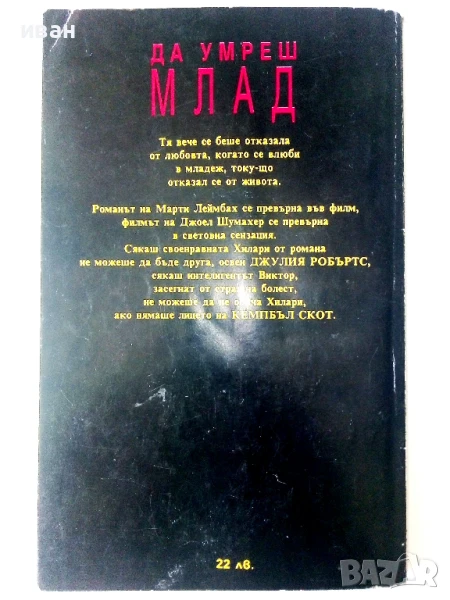 иван
ДА УМРЕШ
МЛАД
Тя вече се беше отказала
от любовта, когато се влюби
в младеж, току-що
отказал се от живота.
Романът на Марти Леймбах се превърна във филм,
филмът на Джоел Шумахер се превърна
в световна сензация.
Сякаш своенравната Хилари от романа
не можеше да бъде друга, освен ДЖУЛИЯ РОБЪРТС,
сякаш интелигентът Виктор,
засегнат от на болест,
не можеше да не Хилари,
ако нямаше лицето на КЕМПБЪЛ СКОТ.
22 лв.
BAZAR
.bg